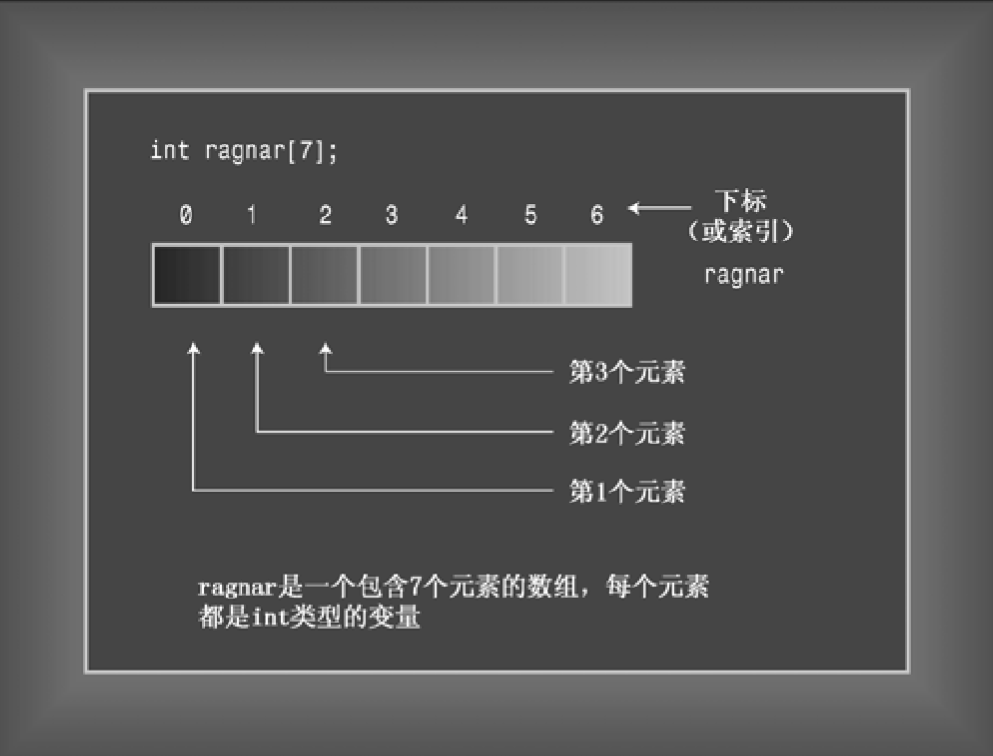 int ragnar[7];
0 1 2 3 4 5 6
下标
（或索引）
ragnar
第3个元素
第2个元素
第1个元素
ragnar是一个包含7个元素的数组，每个元素
都是int类型的变量